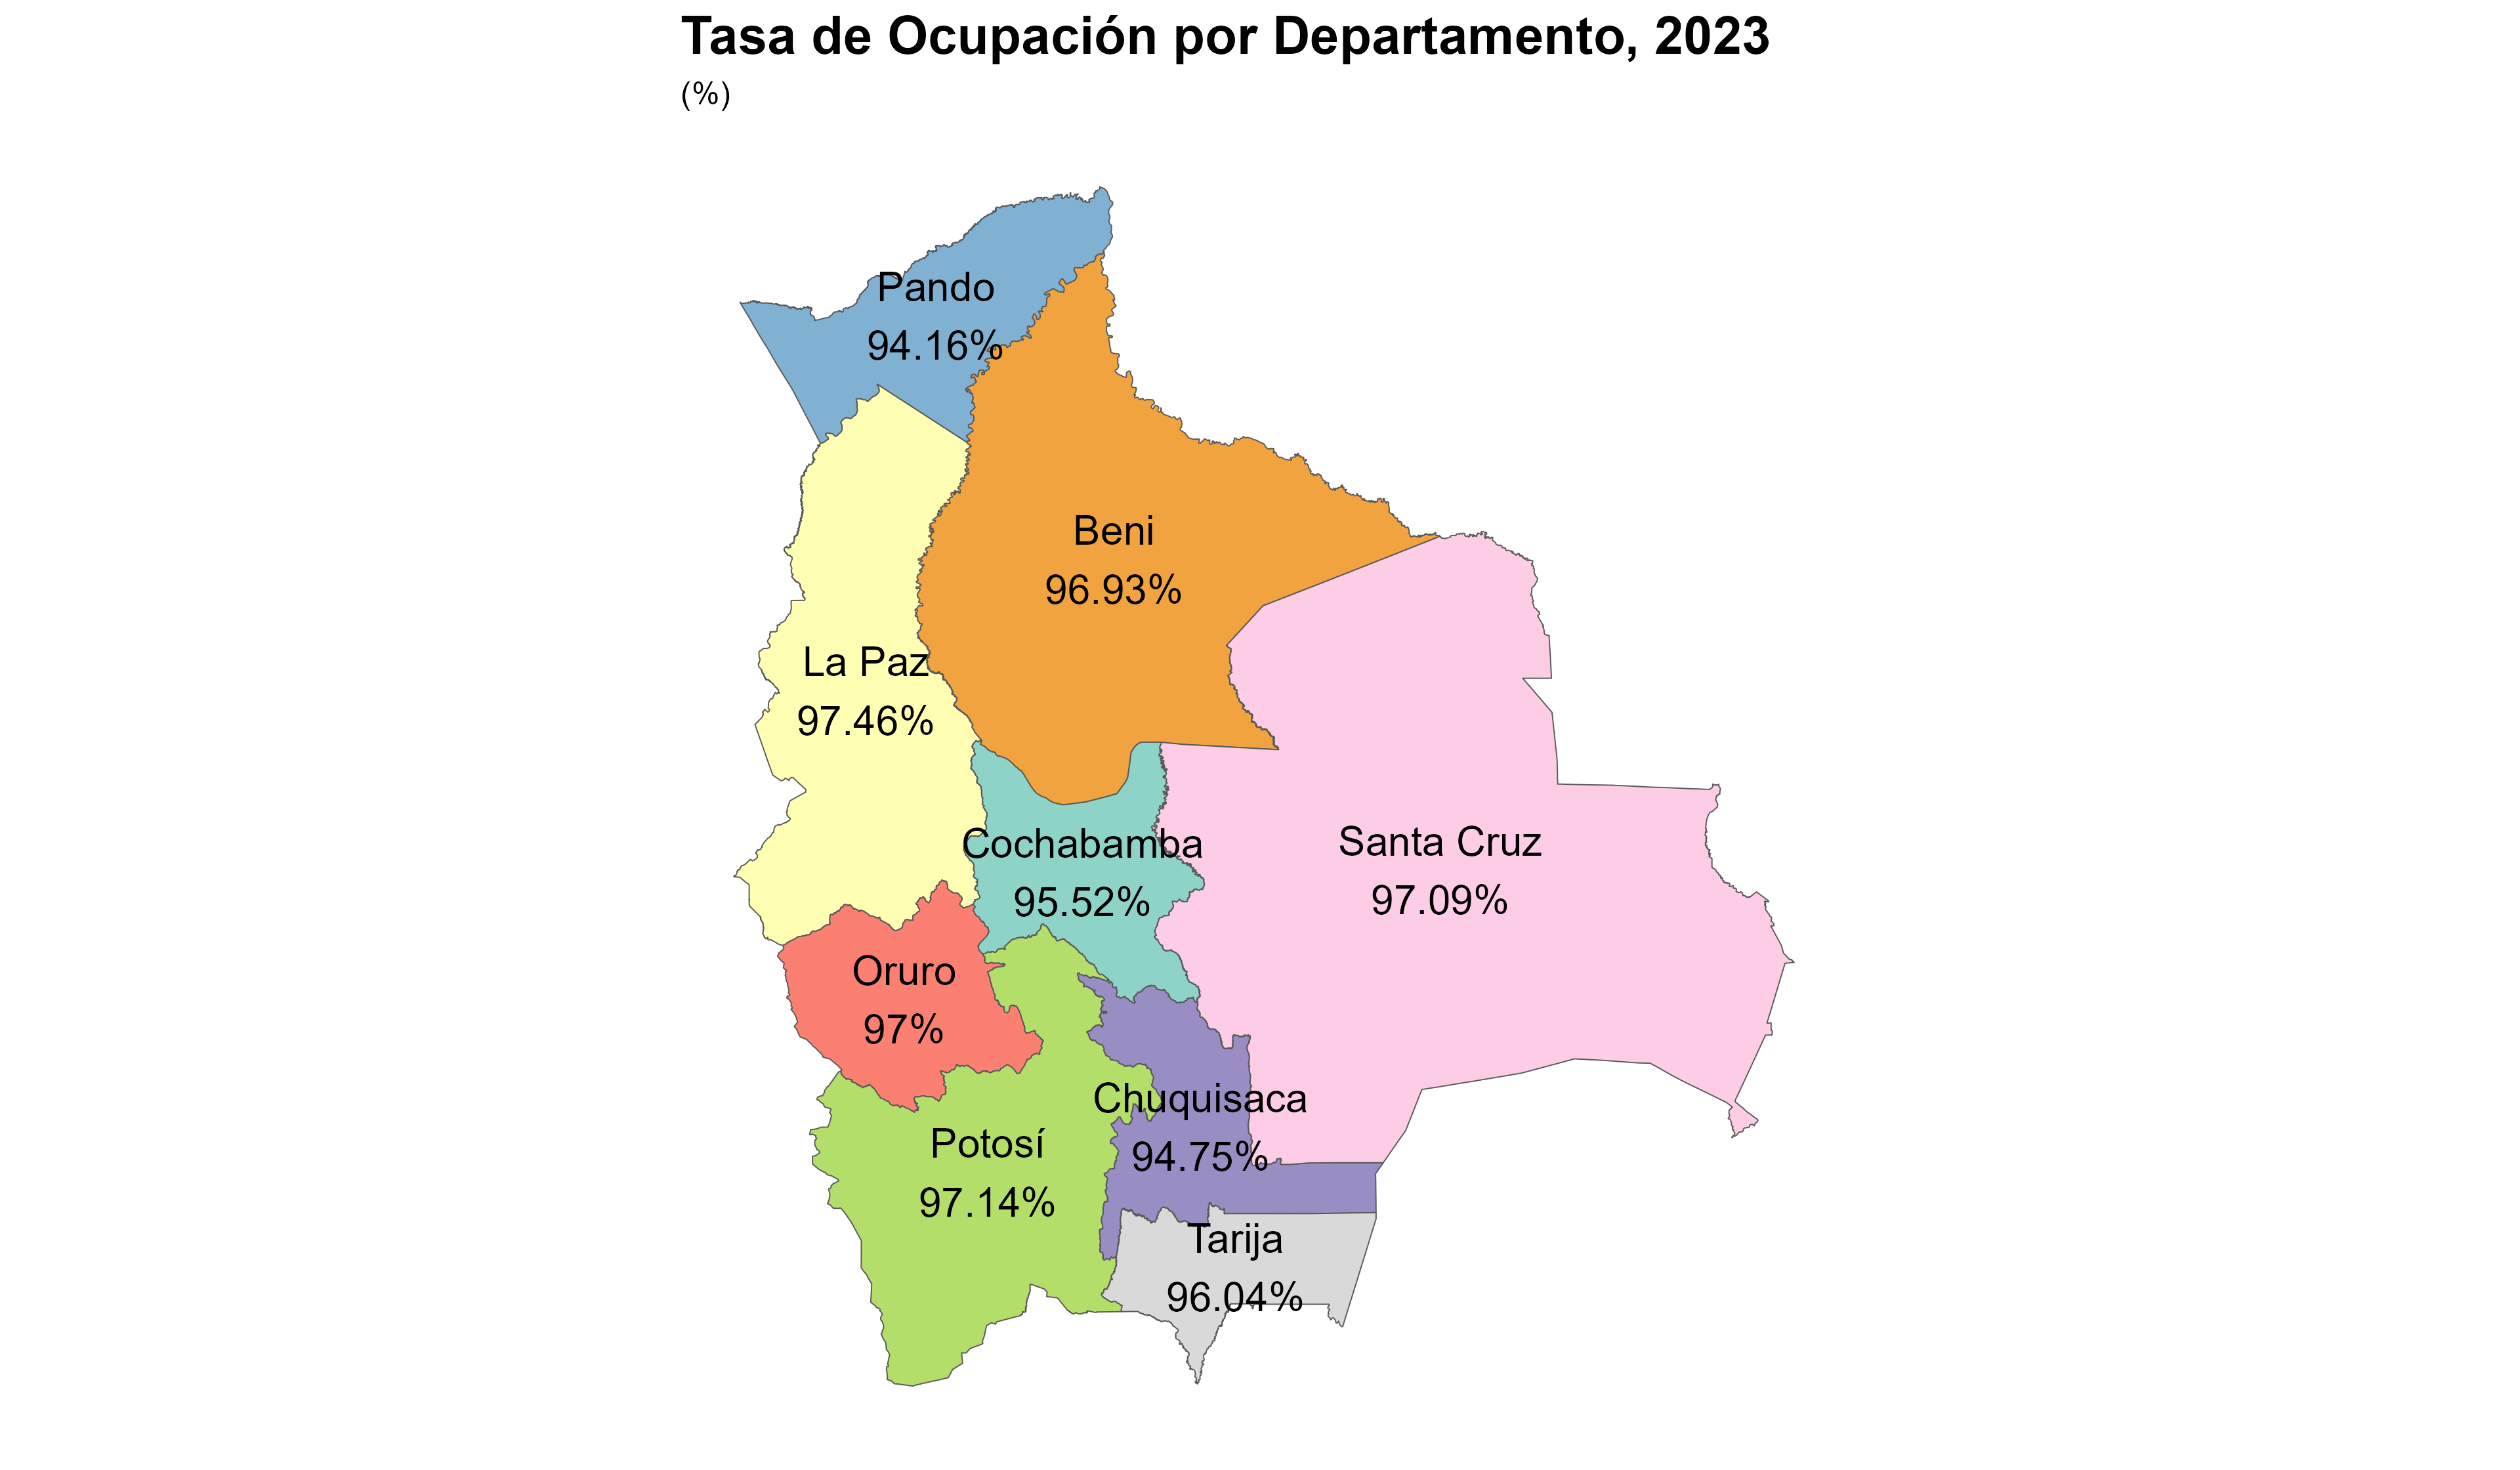 Tasa de Ocupación por Departamento, 2023
(%)
Pando
94.16%
Beni
96.93%
La Paz
97.46%
Cochabamba
95.52%
Santa Cruz
97.09%
Oruro
97%
Chuquisaca
94.75%
Potosí
97.14%
Tarija
96.04%